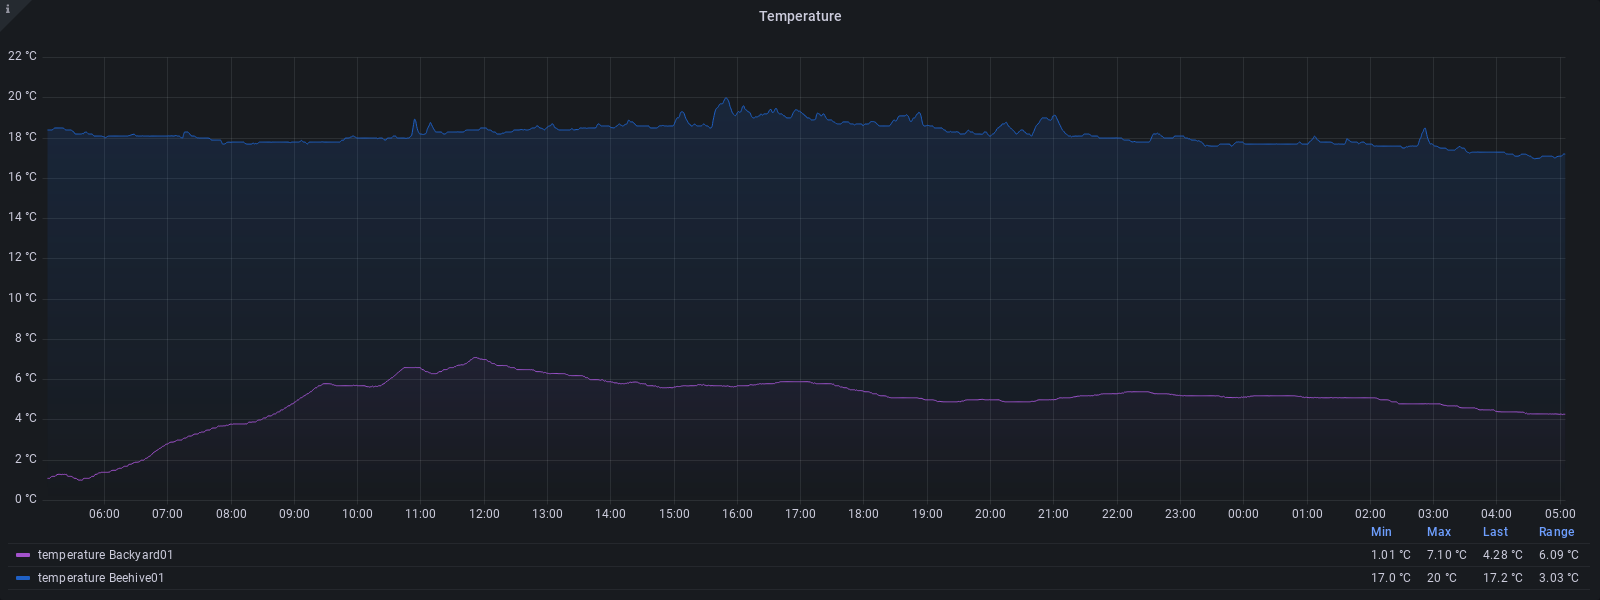 i
Temperature
22 °C
20 °C
18 °C
16 °C
14 °C
12 °C
10 °C
8 °C
6 °C
4 °C
2 °C
0 °C
06:00 07:00 08:00 09:00 10:00 11:00 12:00 13:00 14:00 15:00 16:00 17:00 18:00 19:00 20:00 21:00 22:00 23:00 00:00 01:00 02:00 03:00 04:00 05:00
Min Max Last Range
temperature Backyard01 1.01 °C 7.10 °C 4.28 °C 6.09 °C
temperature Beehive01 17.0 °C 20 °C 17.2 °C 3.03 °C